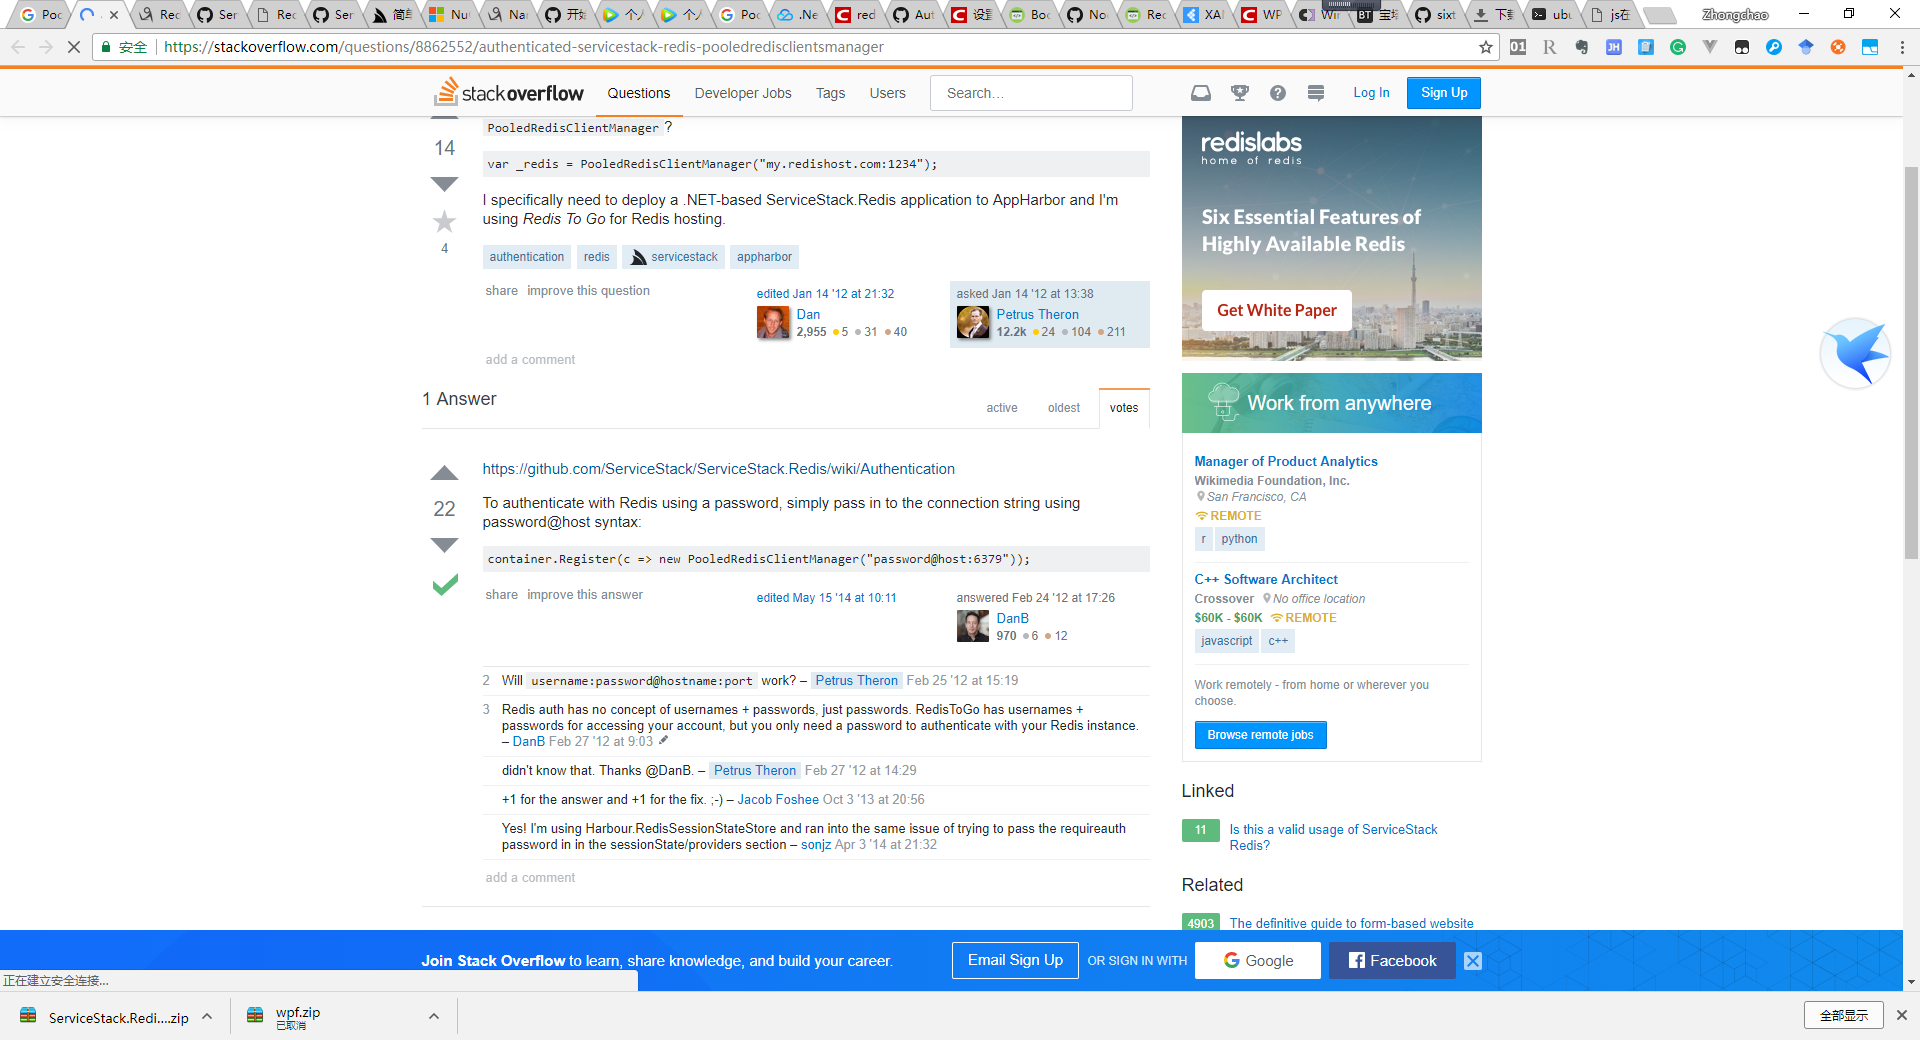 Poo
Rec
Ser
Rec
Ser
简单
Nu
Nar
开始
个人
个人
Poo
.Ne
red
Aut
设置
Boo
Noc
Rec
XAI
WP
Wir
宝塔
sixt
下载
ubu
js在
Zhongchao
安全
https://stackoverflow.com/questions/8862552/authenticated-servicestack-redis-pooledredisclientsmanager
stackoverflow
Questions
Developer Jobs
Tags
Users
Search...
Log In
Sign Up
PooledRedisClientManager ?
14
var _redis = PooledRedisClientManager("my.redishost.com:1234");
I specifically need to deploy a .NET-based ServiceStack.Redis application to AppHarbor and I'm
using Redis To Go for Redis hosting.
4
authentication redis servicestack appharbor
share improve this question
edited Jan 14 '12 at 21:32
Dan
2,955 5 31 40
asked Jan 14 '12 at 13:38
Petrus Theron
12.2k 24 104 211
add a comment
1 Answer
active
oldest
votes
https://github.com/ServiceStack/ServiceStack.Redis/wiki/Authentication
22
To authenticate with Redis using a password, simply pass in to the connection string using
password@host syntax:
container.Register(c => new PooledRedisClientManager("password@host:6379"));
share improve this answer
edited May 15 '14 at 10:11
answered Feb 24 '12 at 17:26
DanB
970 6 12
2 Will username:password@hostname:port work? – Petrus Theron Feb 25 '12 at 15:19
3 Redis auth has no concept of usernames + passwords, just passwords. RedisToGo has usernames +
passwords for accessing your account, but you only need a password to authenticate with your Redis instance.
– DanB Feb 27 '12 at 9:03
didn't know that. Thanks @DanB. – Petrus Theron Feb 27 '12 at 14:29
+1 for the answer and +1 for the fix. ;-) – Jacob Foshee Oct 3 '13 at 20:56
Yes! I'm using Harbour.RedisSessionStateStore and ran into the same issue of trying to pass the requireauth
password in in the sessionState/providers section – sonjz Apr 3 '14 at 21:32
add a comment
redislabs
home of redis
Six Essential Features of
Highly Available Redis
Get White Paper
Work from anywhere
Manager of Product Analytics
Wikimedia Foundation, Inc.
San Francisco, CA
REMOTE
r python
C++ Software Architect
Crossover No office location
$60K - $60K REMOTE
javascript c++
Work remotely - from home or wherever you
choose.
Browse remote jobs
Linked
11 Is this a valid usage of ServiceStack
Redis?
Related
4903 The definitive guide to form-based website
Join Stack Overflow to learn, share knowledge, and build your career.
Email Sign Up
OR SIGN IN WITH
Google
Facebook
正在建立安全连接...
ServiceStack.Redi....zip
wpf.zip
已取消
全部显示